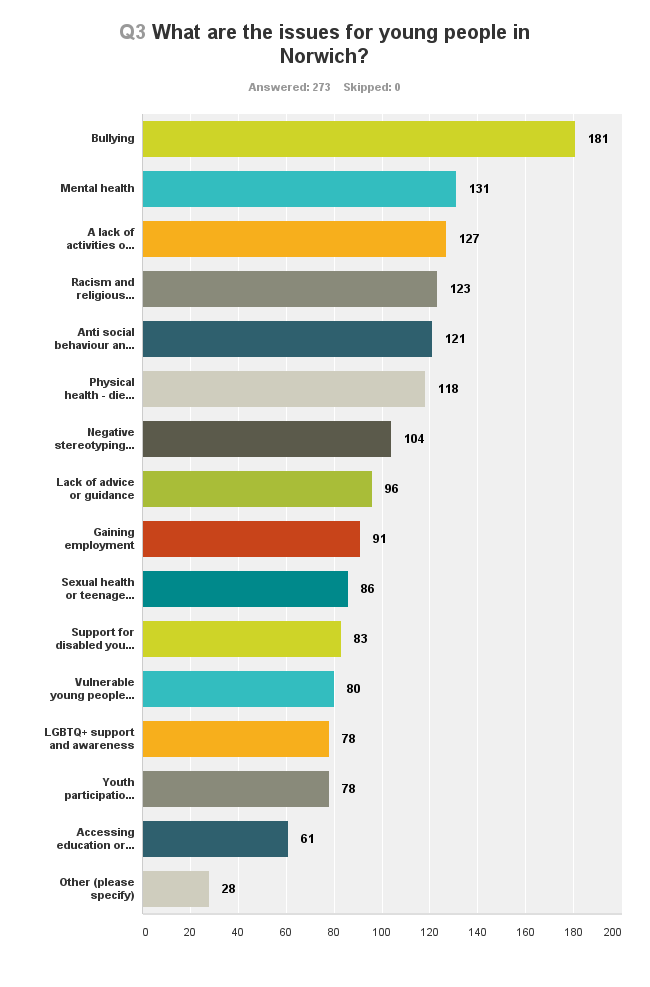 Q3 What are the issues for young people in
Norwich?
Answered: 273 Skipped: 0
Bullying 181
Mental health 131
A lack of
activities o... 127
Racism and
religious... 123
Anti social
behaviour an... 121
Physical
health - die... 118
Negative
stereotyping... 104
Lack of advice
or guidance 96
Gaining
employment 91
Sexual health
or teenage... 86
Support for
disabled you... 83
Vulnerable
young people... 80
LGBTQ+ support
and awareness 78
Youth
participatio... 78
Accessing
education or... 61
Other (please
specify) 28
0 20 40 60 80 100 120 140 160 180 200